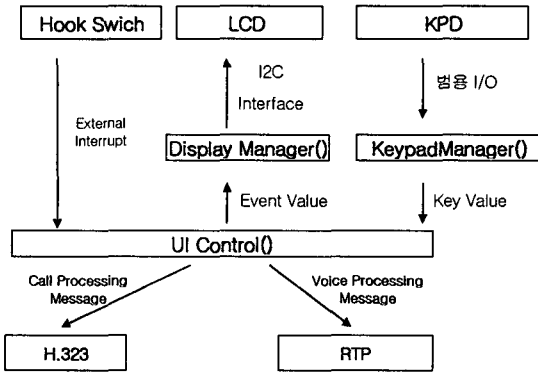 Hook Swich
LCD
KPD
I2C
Interface
범용 I/O
External
Interrupt
Display Manager()
KeypadManager()
Event Value
Key Value
UI Control()
Call Processing
Message
Voice Processing
Message
H.323
RTP